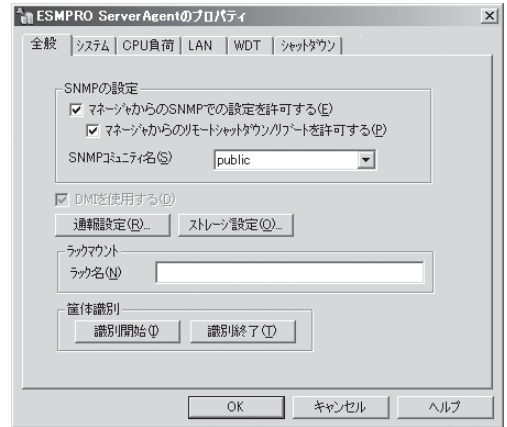 ESMPRO ServerAgentのプロパティ
全般 システム CPU負荷 LAN WDT シャットダウン
SNMPの設定
マネージャからのSNMPでの設定を許可する(E)
マネージャからのリモートシャットダウン/リブートを許可する(P)
SNMPコミュニティ名(S) public
DMIを使用する(D)
通報設定(R)... ストレージ設定(O)...
ラックマウント
ラック名(N)
筐体識別
識別開始(I) 識別終了(T)
OK キャンセル ヘルプ